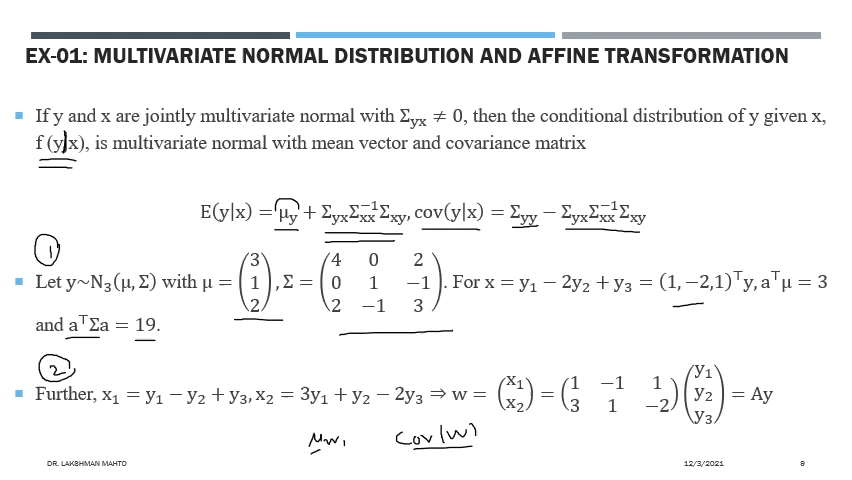 EX-01: MULTIVARIATE NORMAL DISTRIBUTION AND AFFINE TRANSFORMATION
▪ If y and x are jointly multivariate normal with Σyx ≠ 0, then the conditional distribution of y given x,
f (y|x), is multivariate normal with mean vector and covariance matrix
E(y|x) = μy + ΣyxΣxx⁻¹Σxy, cov(y|x) = Σyy − ΣyxΣxx⁻¹Σxy
1
▪ Let y~N₃(μ, Σ) with μ = (3 1 2), Σ = (4 0 2 0 1 −1 2 −1 3). For x = y₁ − 2y₂ + y₃ = (1, −2,1)ᵀy, aᵀμ = 3
and aᵀΣa = 19.
2
▪ Further, x₁ = y₁ − y₂ + y₃, x₂ = 3y₁ + y₂ − 2y₃ ⇒ w = (x₁ x₂) = (1 −1 1 3 1 −2)(y₁ y₂ y₃) = Ay
μw, Cov(W)
DR. LAKSHMAN MAHTO 12/3/2021 9